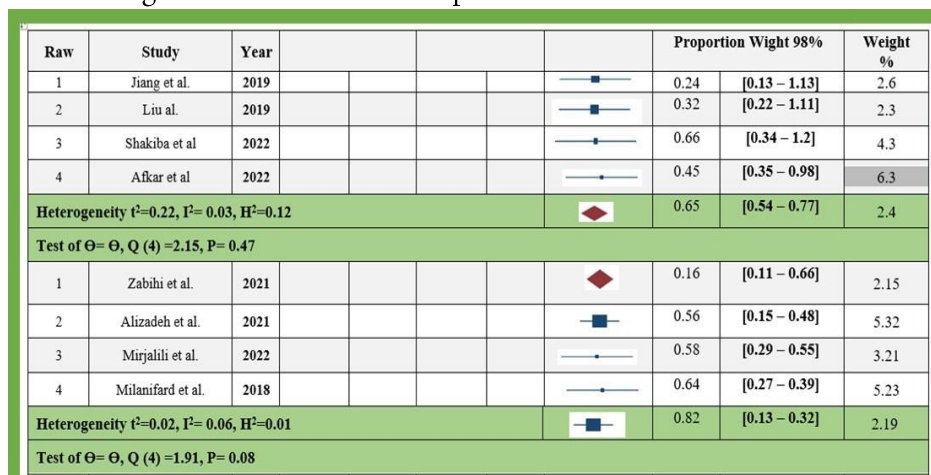 Raw Study Year Proportion Wight 98% Weight %
1 Jiang et al. 2019 0.24 [0.13 – 1.13] 2.6
2 Liu al. 2019 0.32 [0.22 – 1.11] 2.3
3 Shakiba et al 2022 0.66 [0.34 – 1.2] 4.3
4 Afkar et al 2022 0.45 [0.35 – 0.98] 6.3
Heterogeneity t²=0.22, I²= 0.03, H²=0.12 0.65 [0.54 – 0.77] 2.4
Test of Ɵ= Ɵ, Q (4) =2.15, P= 0.47
1 Zabihi et al. 2021 0.16 [0.11 – 0.66] 2.15
2 Alizadeh et al. 2021 0.56 [0.15 – 0.48] 5.32
3 Mirjalili et al. 2022 0.58 [0.29 – 0.55] 3.21
4 Milanifard et al. 2018 0.64 [0.27 – 0.39] 5.23
Heterogeneity t²=0.02, I²= 0.06, H²=0.01 0.82 [0.13 – 0.32] 2.19
Test of Ɵ= Ɵ, Q (4) =1.91, P= 0.08